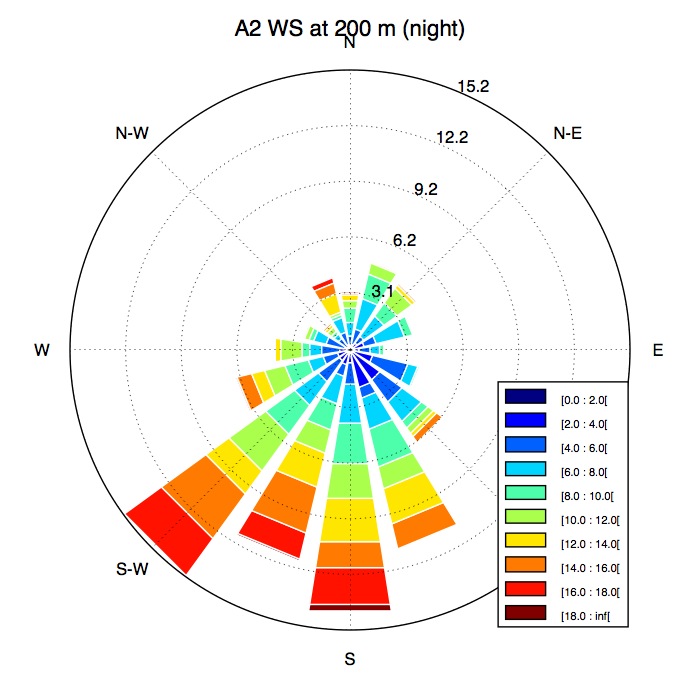 A2 WS at 200 m (night)
N
15.2
N-W
N-E
12.2
9.2
6.2
3.1
W
E
[0.0 : 2.0[
[2.0 : 4.0[
[4.0 : 6.0[
[6.0 : 8.0[
[8.0 : 10.0[
[10.0 : 12.0[
[12.0 : 14.0[
[14.0 : 16.0[
[16.0 : 18.0[
[18.0 : inf[
S-W
S